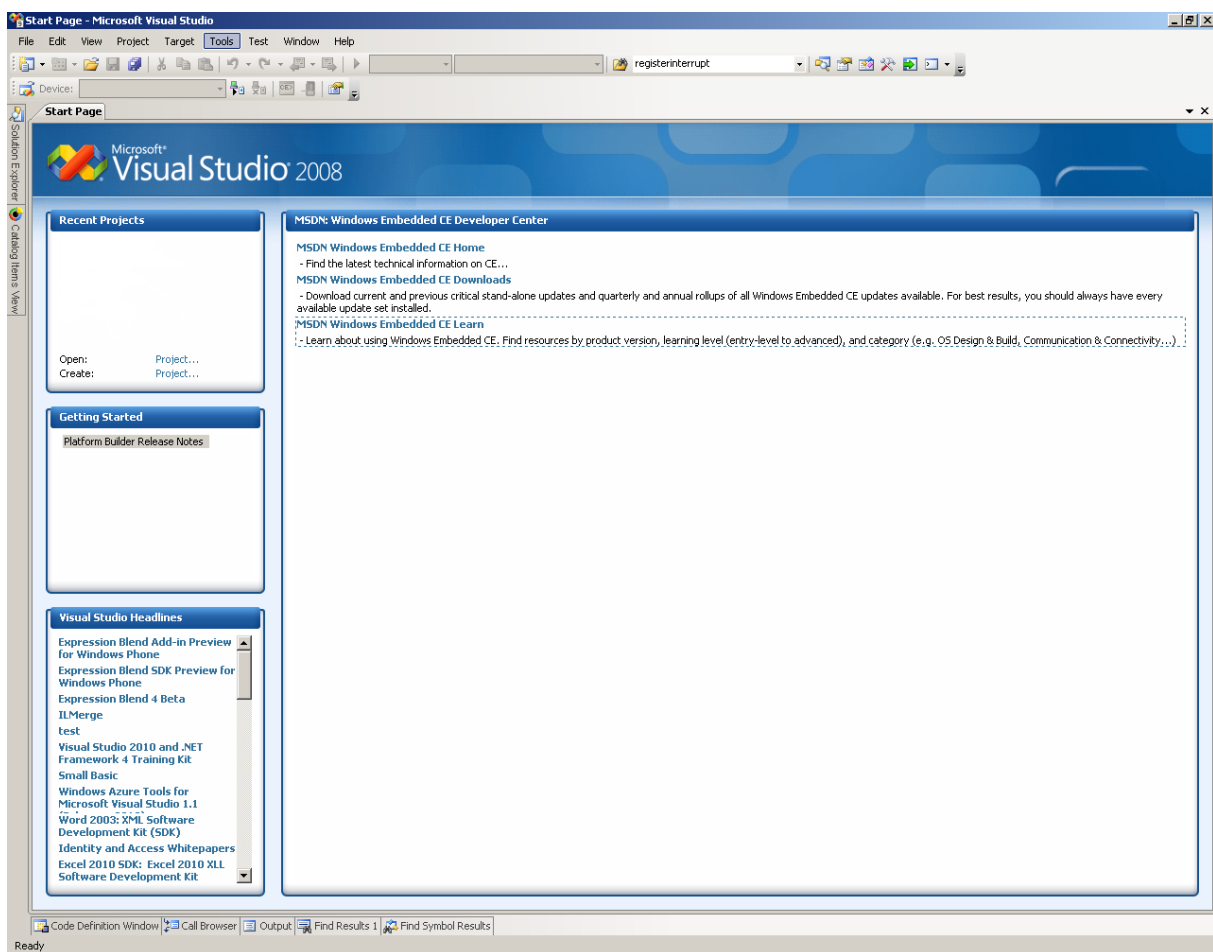 Start Page - Microsoft Visual Studio
File Edit View Project Target Tools Test Window Help
registerinterrupt
Device:
Start Page
Solution Explorer
Catalog Items View
Microsoft®
Visual Studio® 2008
Recent Projects
Open: Project...
Create: Project...
Getting Started
Platform Builder Release Notes
Visual Studio Headlines
Expression Blend Add-in Preview
for Windows Phone
Expression Blend SDK Preview for
Windows Phone
Expression Blend 4 Beta
ILMerge
test
Visual Studio 2010 and .NET
Framework 4 Training Kit
Small Basic
Windows Azure Tools for
Microsoft Visual Studio 1.1
Word 2003: XML Software
Development Kit (SDK)
Identity and Access Whitepapers
Excel 2010 SDK: Excel 2010 XLL
Software Development Kit
MSDN: Windows Embedded CE Developer Center
MSDN Windows Embedded CE Home
- Find the latest technical information on CE...
MSDN Windows Embedded CE Downloads
- Download current and previous critical stand-alone updates and quarterly and annual rollups of all Windows Embedded CE updates available. For best results, you should always have every
available update set installed.
MSDN Windows Embedded CE Learn
- Learn about using Windows Embedded CE. Find resources by product version, learning level (entry-level to advanced), and category (e.g. OS Design & Build, Communication & Connectivity...)
Code Definition Window Call Browser Output Find Results 1 Find Symbol Results
Ready